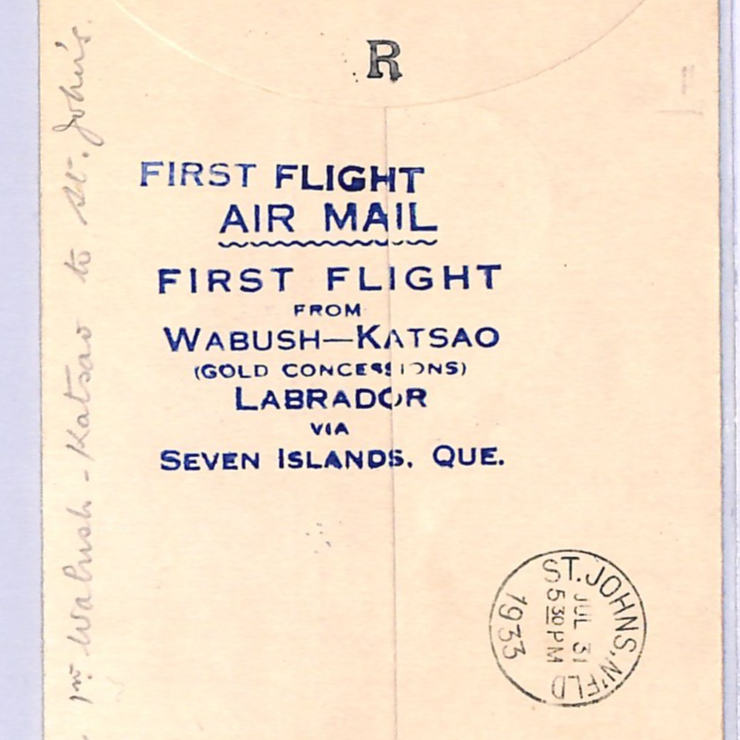 R
FIRST FLIGHT
AIR MAIL
FIRST FLIGHT
FROM
WABUSH—KATSAO
(GOLD CONCESSIONS)
LABRADOR
VIA
SEVEN ISLANDS, QUE.
Wabush - Katsao to St. John's.
ST. JOHNS, N'FLD
JUL 31
5 30 PM
1933